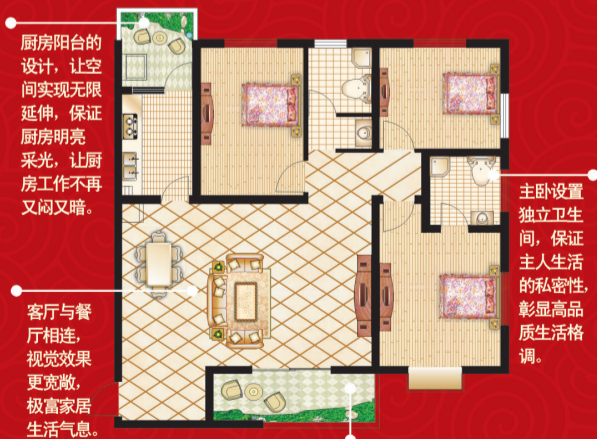 厨房阳台的
设计，让空
间实现无限
延伸，保证
厨房明亮
采光，让厨
房工作不再
又闷又暗。
主卧设置
独立卫生
间，保证
主人生活
的私密性，
彰显高品
质生活格
调。
客厅与餐
厅相连，
视觉效果
更宽敞，
极富家居
生活气息。